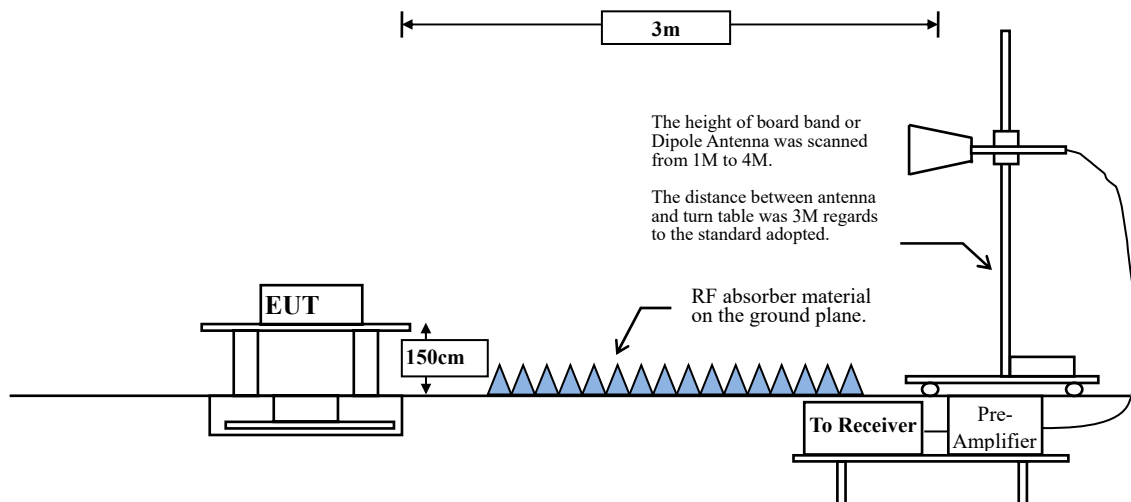 3m
The height of board band or
Dipole Antenna was scanned
from 1M to 4M.
The distance between antenna
and turn table was 3M regards
to the standard adopted.
EUT
RF absorber material
on the ground plane.
150cm
To Receiver
Pre-
Amplifier